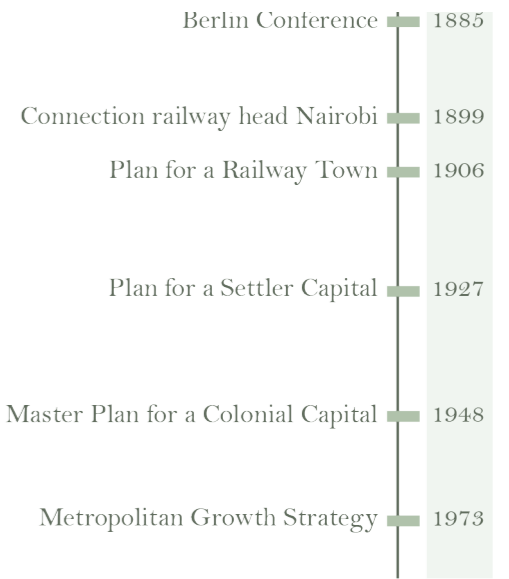 Berlin Conference 1885
Connection railway head Nairobi 1899
Plan for a Railway Town 1906
Plan for a Settler Capital 1927
Master Plan for a Colonial Capital 1948
Metropolitan Growth Strategy 1973